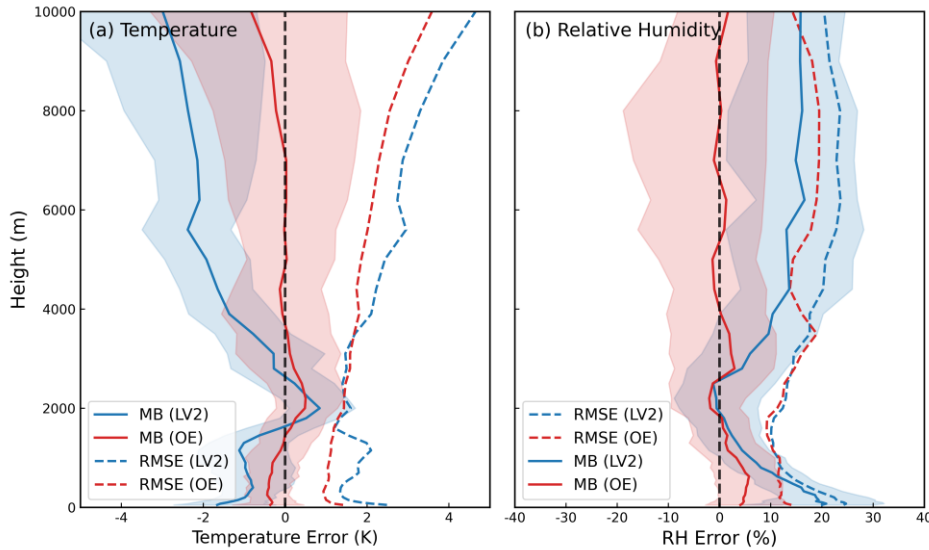 (a) Temperature
(b) Relative Humidity
10000
8000
6000
4000
2000
0
Height (m)
MB (LV2)
MB (OE)
RMSE (LV2)
RMSE (OE)
-4
-2
0
2
4
Temperature Error (K)
RMSE (LV2)
RMSE (OE)
MB (LV2)
MB (OE)
-40
-30
-20
-10
0
10
20
30
40
RH Error (%)